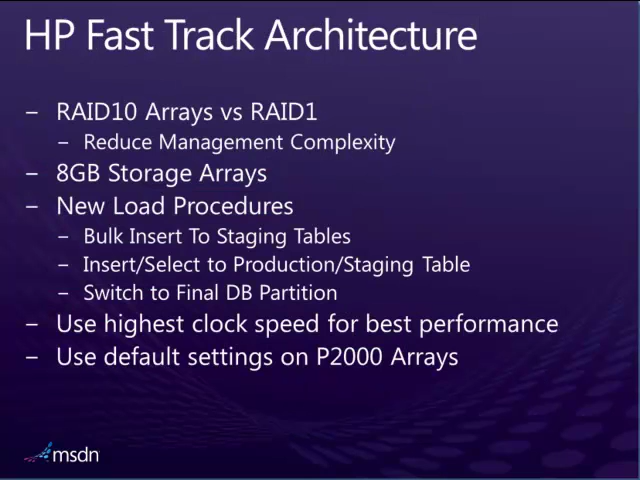 HP Fast Track Architecture
– RAID10 Arrays vs RAID1
– Reduce Management Complexity
– 8GB Storage Arrays
– New Load Procedures
– Bulk Insert To Staging Tables
– Insert/Select to Production/Staging Table
– Switch to Final DB Partition
– Use highest clock speed for best performance
– Use default settings on P2000 Arrays
msdn